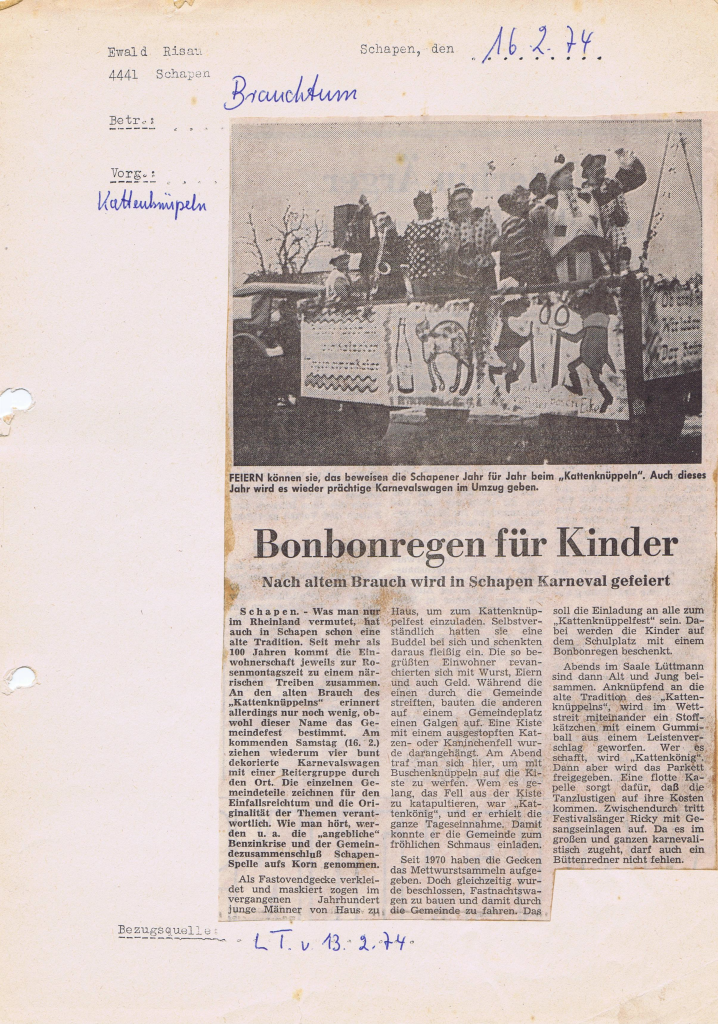 Ewald Risau
4441 Schapen
Schapen, den 16.2.74
Brauchtum
Betr.:
Vorg.:
Kattenknüpeln
FEIERN können sie, das beweisen die Schapener Jahr für Jahr beim „Kattenknüppeln“. Auch dieses
Jahr wird es wieder prächtige Karnevalswagen im Umzug geben.
Bonbonregen für Kinder
Nach altem Brauch wird in Schapen Karneval gefeiert
Schapen. - Was man nur
im Rheinland vermutet, hat
auch in Schapen schon eine
alte Tradition. Seit mehr als
100 Jahren kommt die Ein-
wohnerschaft jeweils zur Ro-
senmontagszeit zu einem när-
rischen Treiben zusammen.
An den alten Brauch des
„Kattenknüppelns“ erinnert
allerdings nur noch wenig, ob-
wohl dieser Name das Ge-
meindefest bestimmt. Am
kommenden Samstag (16. 2.)
ziehen wiederum vier bunt
dekorierte Karnevalswagen
mit einer Reitergruppe durch
den Ort. Die einzelnen Ge-
meindeteile zeichnen für den
Einfallsreichtum und die Ori-
ginalität der Themen verant-
wortlich. Wie man hört, wer-
den u. a. die „angebliche“
Benzinkrise und der Gemein-
dezusammenschluß Schapen-
Spelle aufs Korn genommen.
Als Fastovendgecke verklei-
det und maskiert zogen im
vergangenen Jahrhundert
junge Männer von Haus zu
Haus, um zum Kattenknüp-
pelfest einzuladen. Selbstver-
ständlich hatten sie eine
Buddel bei sich und schenkten
daraus fleißig ein. Die so be-
grüßten Einwohner revan-
chierten sich mit Wurst, Eiern
und auch Geld. Während die
einen durch die Gemeinde
streiften, bauten die anderen
auf einem Gemeindeplatz
einen Galgen auf. Eine Kiste
mit einem ausgestopften Kat-
zen- oder Kaninchenfell wur-
de darangehängt. Am Abend
traf man sich hier, um mit
Buschenknüppeln auf die Ki-
ste zu werfen. Wem es ge-
lang, das Fell aus der Kiste
zu katapultieren, war „Kat-
tenkönig“, und er erhielt die
ganze Tageseinnahme. Damit
konnte er die Gemeinde zum
fröhlichen Schmaus einladen.
Seit 1970 haben die Gecken
das Mettwurstsammeln aufge-
geben. Doch gleichzeitig wur-
de beschlossen, Fastnachtswa-
gen zu bauen und damit durch
die Gemeinde zu fahren. Das
soll die Einladung an alle zum
„Kattenknüppelfest“ sein. Da-
bei werden die Kinder auf
dem Schulplatz mit einem
Bonbonregen beschenkt.
Abends im Saale Lüttmann
sind dann Alt und Jung bei-
sammen. Anknüpfend an die
alte Tradition des „Katten-
knüppelns“, wird im Wett-
streit miteinander ein Stoff-
kätzchen mit einem Gummi-
ball aus einem Leistenver-
schlag geworfen. Wer es
schafft, wird „Kattenkönig“.
Dann aber wird das Parkett
freigegeben. Eine flotte Ka-
pelle sorgt dafür, daß die
Tanzlustigen auf ihre Kosten
kommen. Zwischendurch tritt
Festivalsänger Ricky mit Ge-
sangseinlagen auf. Da es im
großen und ganzen karnevali-
stisch zugeht, darf auch ein
Büttenredner nicht fehlen.
Bezugsquelle: LT. v 13.2.74